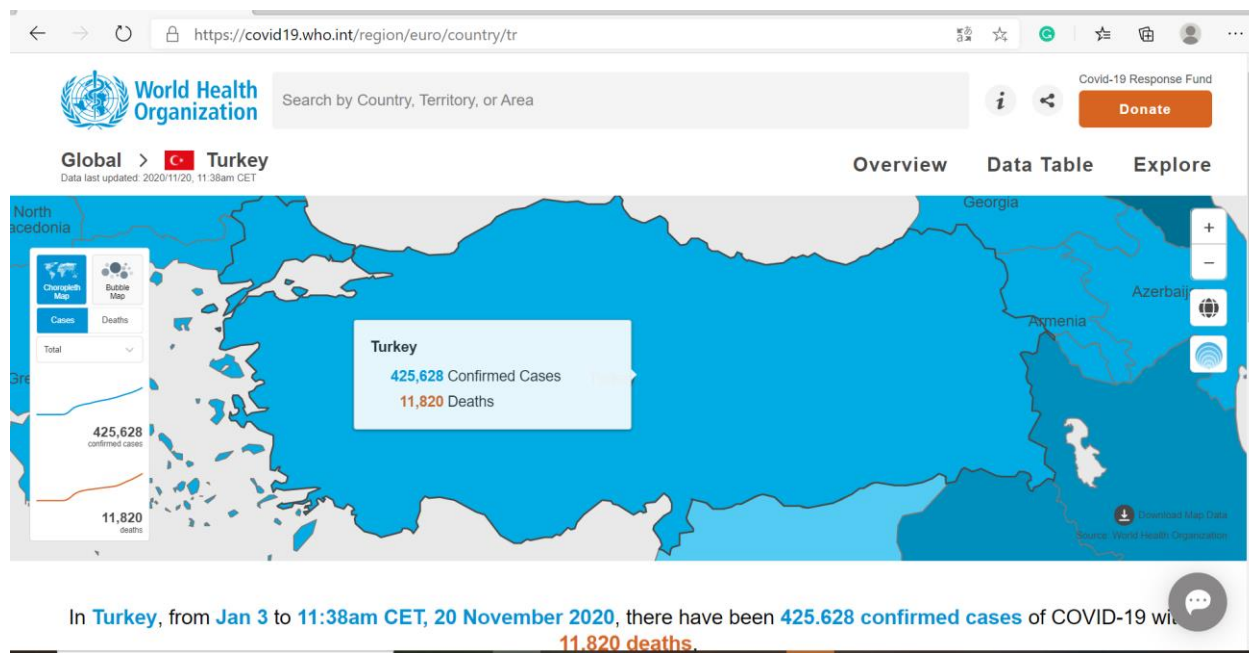 https://covid19.who.int/region/euro/country/tr
World Health
Organization
Search by Country, Territory, or Area
i
Covid-19 Response Fund
Donate
Global > Turkey
Data last updated: 2020/11/20, 11:38am CET
Overview Data Table Explore
North
acedonia
Georgia
Azerbaij
Armenia
Gre
+
−
Choropleth
Map
Bubble
Map
Cases Deaths
Total
425,628
confirmed cases
11,820
deaths
Turkey
425,628 Confirmed Cases
11,820 Deaths
Download Map Data
Source: World Health Organization
In Turkey, from Jan 3 to 11:38am CET, 20 November 2020, there have been 425.628 confirmed cases of COVID-19 wi
11.820 deaths.